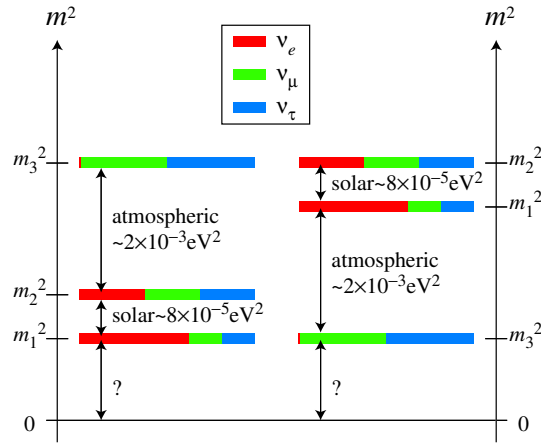 m² m²
νₑ
ν_μ
ν_τ
m₃² m₂²
solar~8×10⁻⁵eV²
m₁²
atmospheric
~2×10⁻³eV²
atmospheric
~2×10⁻³eV²
m₂²
solar~8×10⁻⁵eV²
m₁² m₃²
? ?
0 0